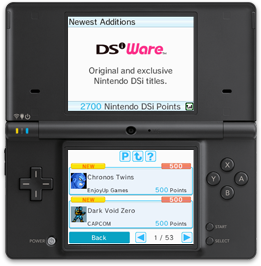 Newest Additions
DSiWare™
Original and exclusive
Nintendo DSi titles.
2700 Nintendo DSi Points
P ?
NEW 500
Chronos Twins
EnjoyUp Games 500 Points
NEW 500
Dark Void Zero
CAPCOM 500 Points
Back 1 / 53
X
Y A
B
POWER
START
SELECT